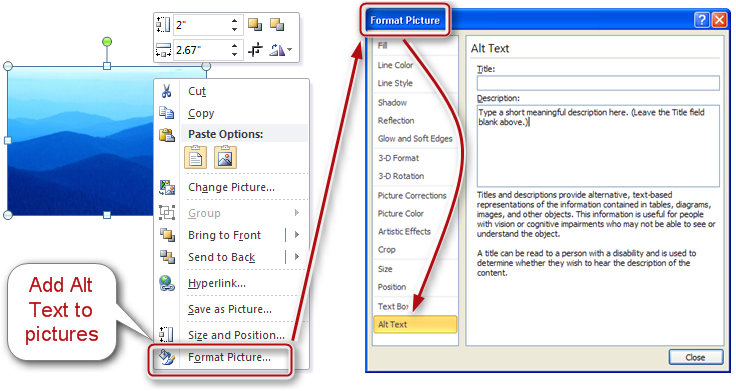 2"
2.67"
Cut
Copy
Paste Options:
Change Picture...
Group
Bring to Front
Send to Back
Hyperlink...
Save as Picture...
Size and Position...
Format Picture...
Add Alt
Text to
pictures
Format Picture
Fill
Line Color
Line Style
Shadow
Reflection
Glow and Soft Edges
3-D Format
3-D Rotation
Picture Corrections
Picture Color
Artistic Effects
Crop
Size
Position
Text Box
Alt Text
Alt Text
Title:
Description:
Type a short meaningful description here. (Leave the Title field
blank above.)
Titles and descriptions provide alternative, text-based
representations of the information contained in tables, diagrams,
images, and other objects. This information is useful for people
with vision or cognitive impairments who may not be able to see or
understand the object.
A title can be read to a person with a disability and is used to
determine whether they wish to hear the description of the
content.
Close